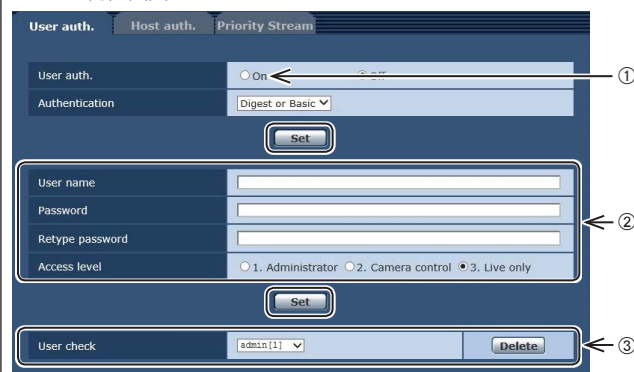 User auth. Host auth. Priority Stream
User auth. On Off ①
Authentication Digest or Basic
Set
User name
Password ②
Retype password
Access level 1. Administrator 2. Camera control 3. Live only
Set
User check admin[1] Delete ③